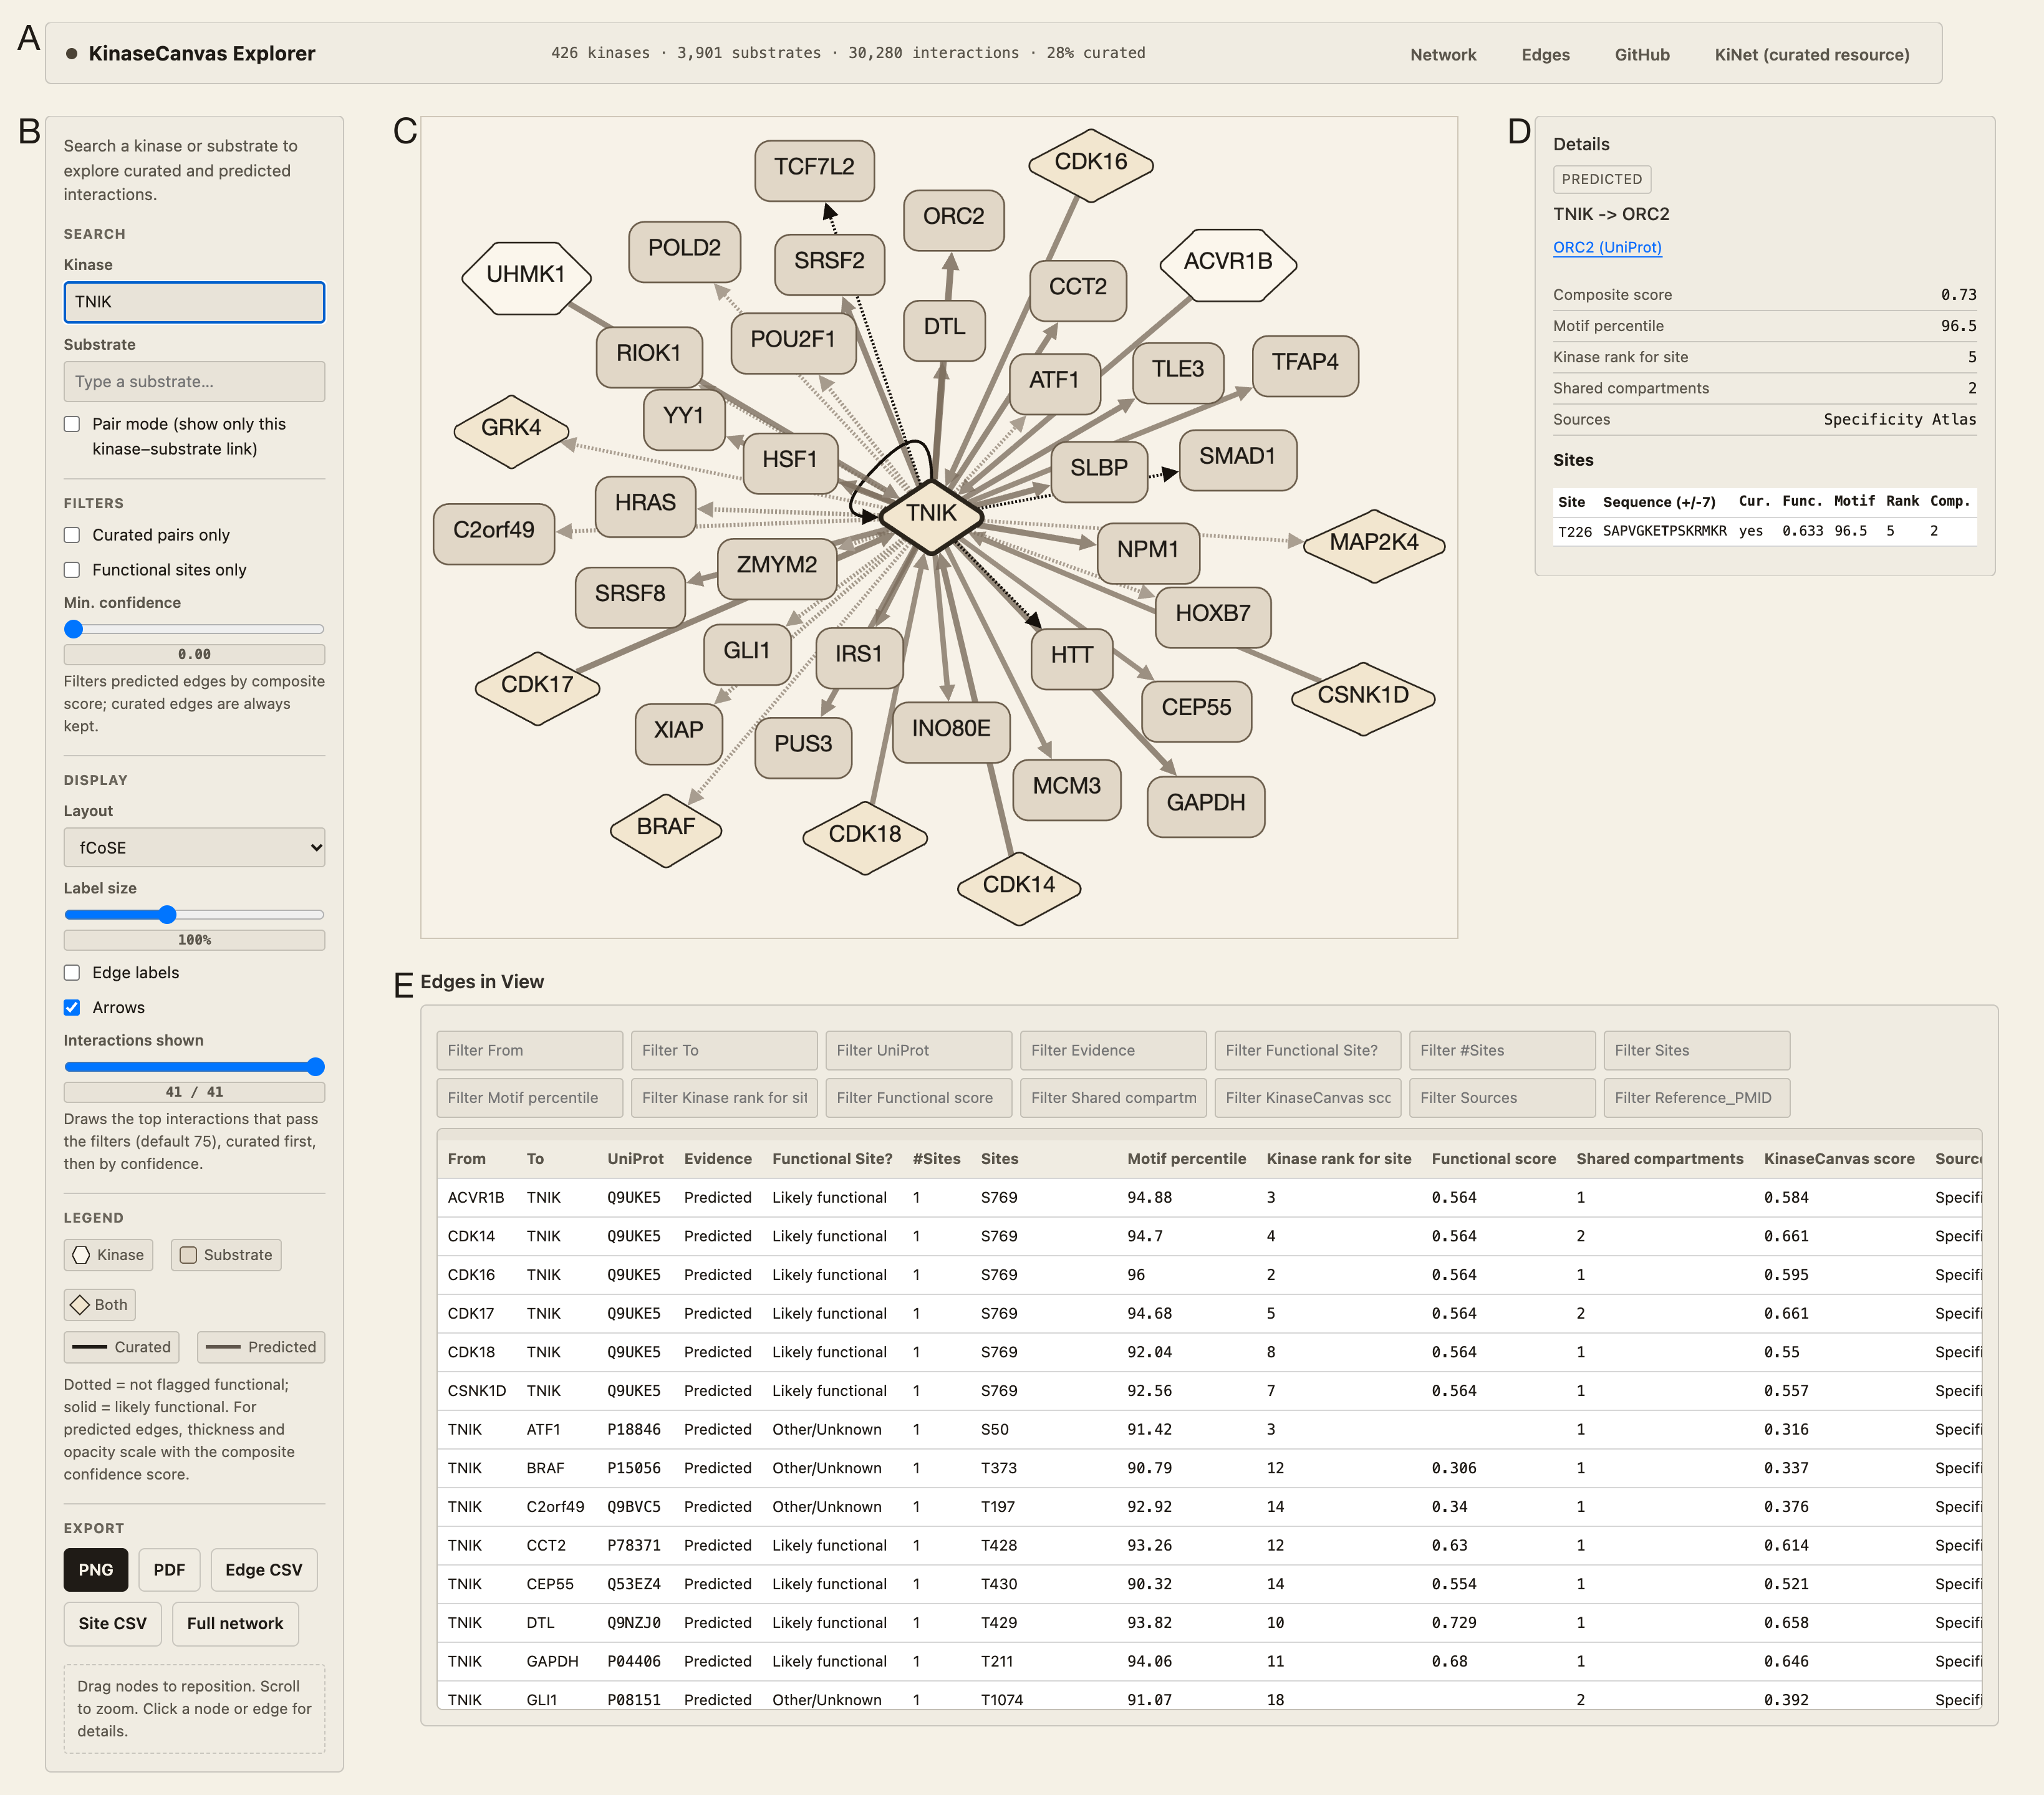 A
KinaseCanvas Explorer
426 kinases · 3,901 substrates · 30,280 interactions · 28% curated
Network Edges GitHub KiNet (curated resource)
B
Search a kinase or substrate to
explore curated and predicted
interactions.
SEARCH
Kinase
TNIK
Substrate
Type a substrate...
Pair mode (show only this
kinase–substrate link)
FILTERS
Curated pairs only
Functional sites only
Min. confidence
0.00
Filters predicted edges by composite
score; curated edges are always
kept.
DISPLAY
Layout
fCoSE
Label size
100%
Edge labels
Arrows
Interactions shown
41 / 41
Draws the top interactions that pass
the filters (default 75), curated first,
then by confidence.
LEGEND
Kinase Substrate
Both
Curated Predicted
Dotted = not flagged functional;
solid = likely functional. For
predicted edges, thickness and
opacity scale with the composite
confidence score.
EXPORT
PNG PDF Edge CSV
Site CSV Full network
Drag nodes to reposition. Scroll
to zoom. Click a node or edge for
details.
C
TCF7L2
CDK16
ORC2
POLD2
SRSF2
UHMK1
ACVR1B
CCT2
DTL
POU2F1
RIOK1
TFAP4
TLE3
ATF1
YY1
GRK4
HSF1
SLBP
SMAD1
HRAS
TNIK
C2orf49
MAP2K4
NPM1
ZMYM2
SRSF8
HOXB7
GLI1
IRS1
HTT
CDK17
CSNK1D
CEP55
XIAP
INO80E
PUS3
MCM3
GAPDH
BRAF
CDK18
CDK14
D
Details
PREDICTED
TNIK -> ORC2
ORC2 (UniProt)
Composite score 0.73
Motif percentile 96.5
Kinase rank for site 5
Shared compartments 2
Sources Specificity Atlas
Sites
Site Sequence (+/-7) Cur. Func. Motif Rank Comp.
T226 SAPVGKETPSKRMKR yes 0.633 96.5 5 2
E
Edges in View
Filter From Filter To Filter UniProt Filter Evidence Filter Functional Site? Filter #Sites Filter Sites
Filter Motif percentile Filter Kinase rank for sit Filter Functional score Filter Shared compartm Filter KinaseCanvas scc Filter Sources Filter Reference_PMID
From To UniProt Evidence Functional Site? #Sites Sites Motif percentile Kinase rank for site Functional score Shared compartments KinaseCanvas score Sourc
ACVR1B TNIK Q9UKE5 Predicted Likely functional 1 S769 94.88 3 0.564 1 0.584 Specifi
CDK14 TNIK Q9UKE5 Predicted Likely functional 1 S769 94.7 4 0.564 2 0.661 Specifi
CDK16 TNIK Q9UKE5 Predicted Likely functional 1 S769 96 2 0.564 1 0.595 Specifi
CDK17 TNIK Q9UKE5 Predicted Likely functional 1 S769 94.68 5 0.564 2 0.661 Specifi
CDK18 TNIK Q9UKE5 Predicted Likely functional 1 S769 92.04 8 0.564 1 0.55 Specifi
CSNK1D TNIK Q9UKE5 Predicted Likely functional 1 S769 92.56 7 0.564 1 0.557 Specifi
TNIK ATF1 P18846 Predicted Other/Unknown 1 S50 91.42 3 1 0.316 Specifi
TNIK BRAF P15056 Predicted Other/Unknown 1 T373 90.79 12 0.306 1 0.337 Specifi
TNIK C2orf49 Q9BVC5 Predicted Other/Unknown 1 T197 92.92 14 0.34 1 0.376 Specifi
TNIK CCT2 P78371 Predicted Likely functional 1 T428 93.26 12 0.63 1 0.614 Specifi
TNIK CEP55 Q53EZ4 Predicted Likely functional 1 T430 90.32 14 0.554 1 0.521 Specifi
TNIK DTL Q9NZJ0 Predicted Likely functional 1 T429 93.82 10 0.729 1 0.658 Specifi
TNIK GAPDH P04406 Predicted Likely functional 1 T211 94.06 11 0.68 1 0.646 Specifi
TNIK GLI1 P08151 Predicted Other/Unknown 1 T1074 91.07 18 2 0.392 Specifi